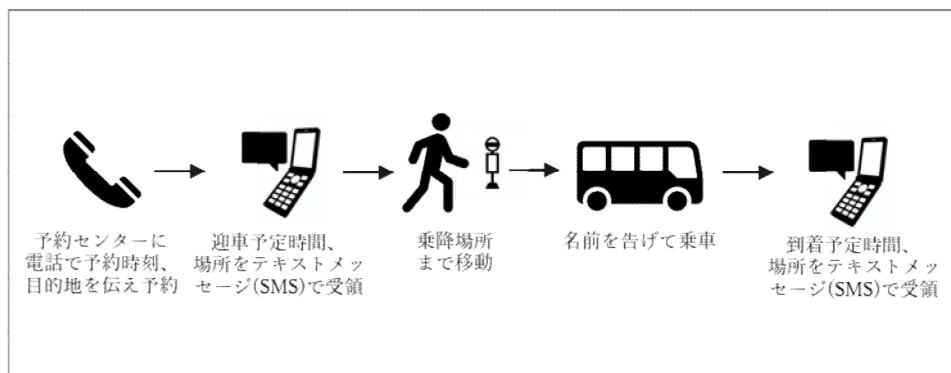 予約センターに
電話で予約時刻、
目的地を伝え予約
迎車予定時間、
場所をテキストメッ
セージ(SMS)で受領
乗降場所
まで移動
名前を告げて乗車
到着予定時間、
場所をテキストメッ
セージ(SMS)で受領